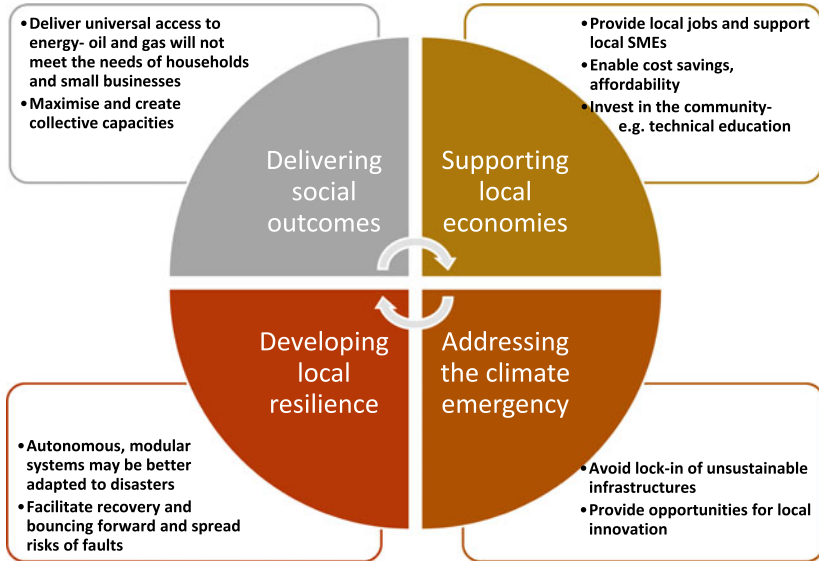 •Deliver universal access to
energy- oil and gas will not
meet the needs of households
and small businesses
•Maximise and create
collective capacities
•Provide local jobs and support
local SMEs
•Enable cost savings,
affordability
•Invest in the community-
e.g. technical education
Delivering
social
outcomes
Supporting
local
economies
Developing
local
resilience
Addressing
the climate
emergency
•Autonomous, modular
systems may be better
adapted to disasters
•Facilitate recovery and
bouncing forward and spread
risks of faults
•Avoid lock-in of unsustainable
infrastructures
•Provide opportunities for local
innovation